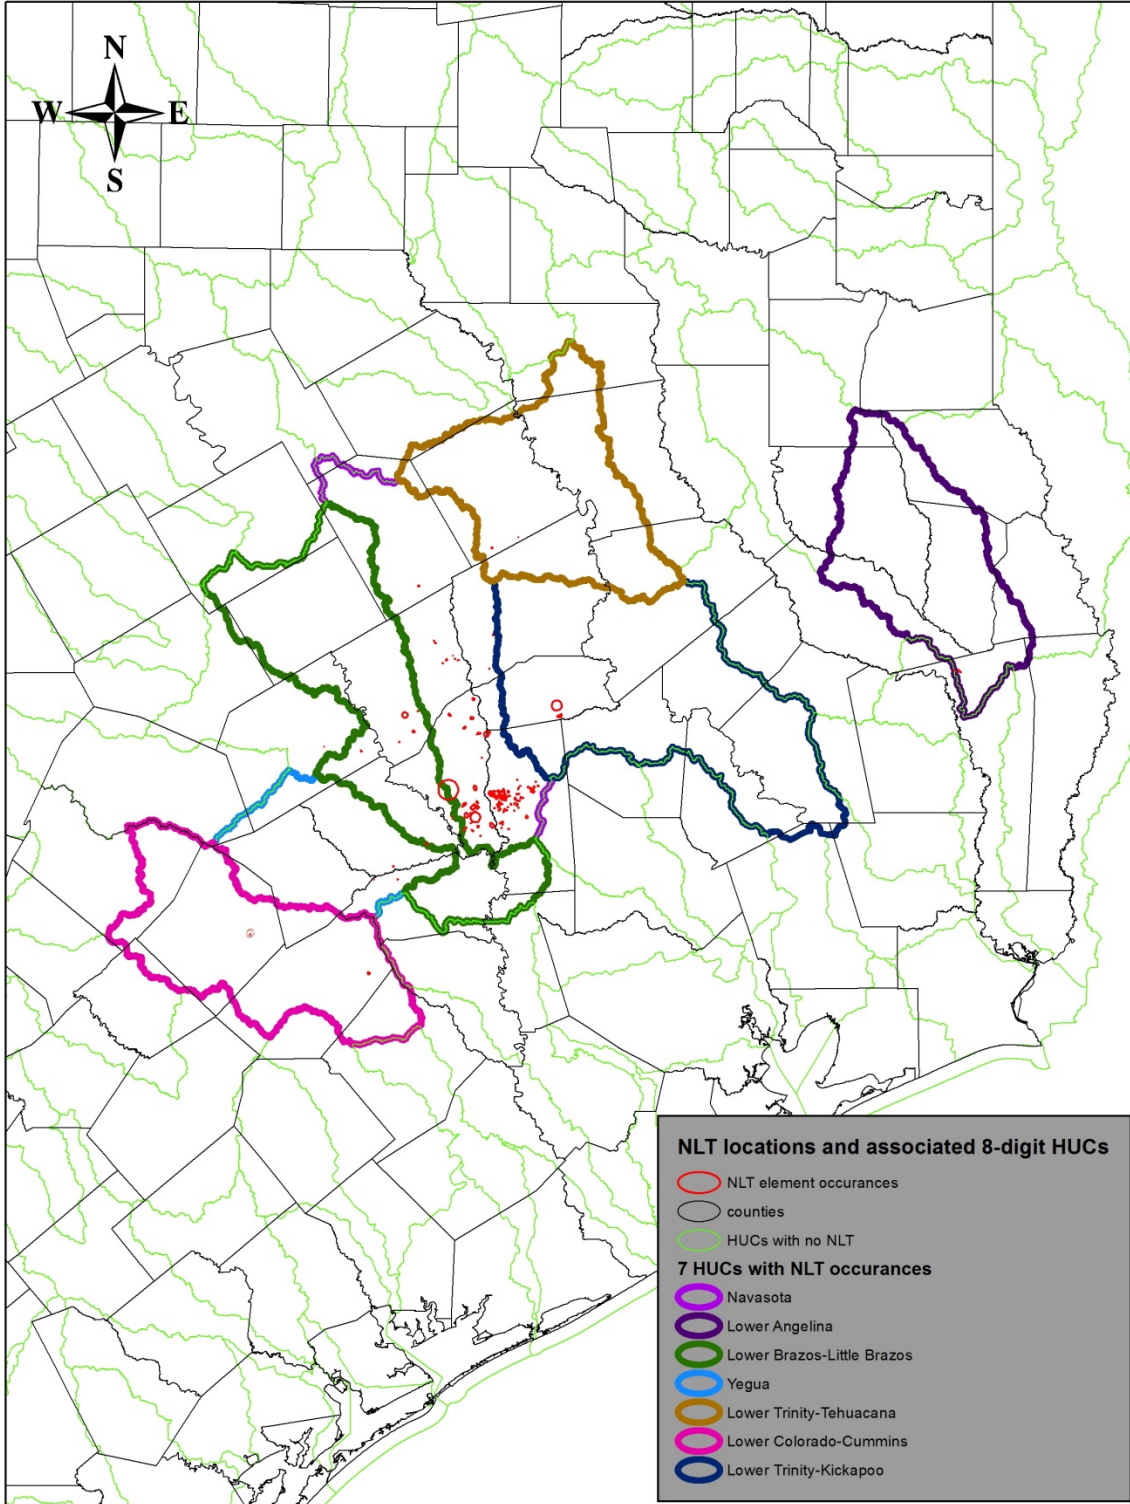 N
W E
S
NLT locations and associated 8-digit HUCs
NLT element occurances
counties
HUCs with no NLT
7 HUCs with NLT occurances
Navasota
Lower Angelina
Lower Brazos-Little Brazos
Yegua
Lower Trinity-Tehuacana
Lower Colorado-Cummins
Lower Trinity-Kickapoo